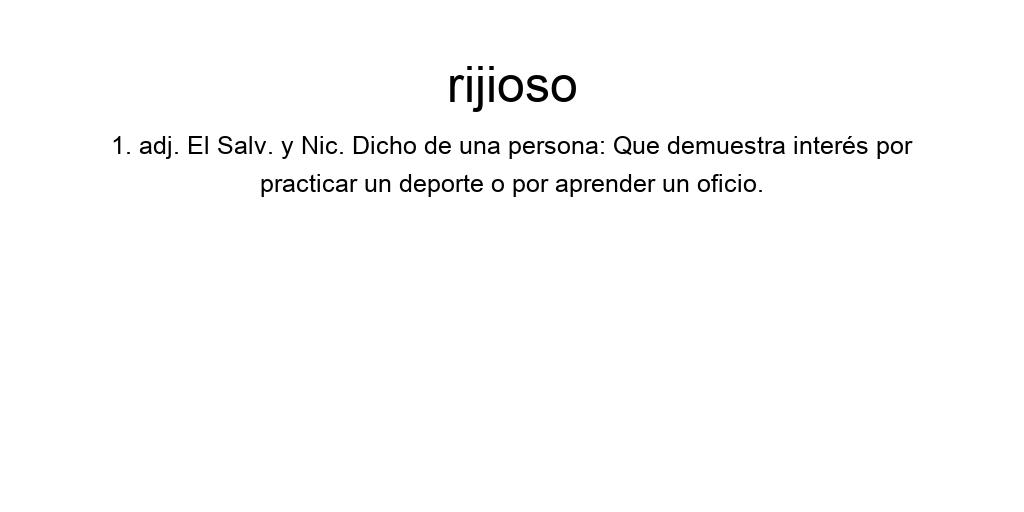 rijioso
1. adj. El Salv. y Nic. Dicho de una persona: Que demuestra interés por
practicar un deporte o por aprender un oficio.